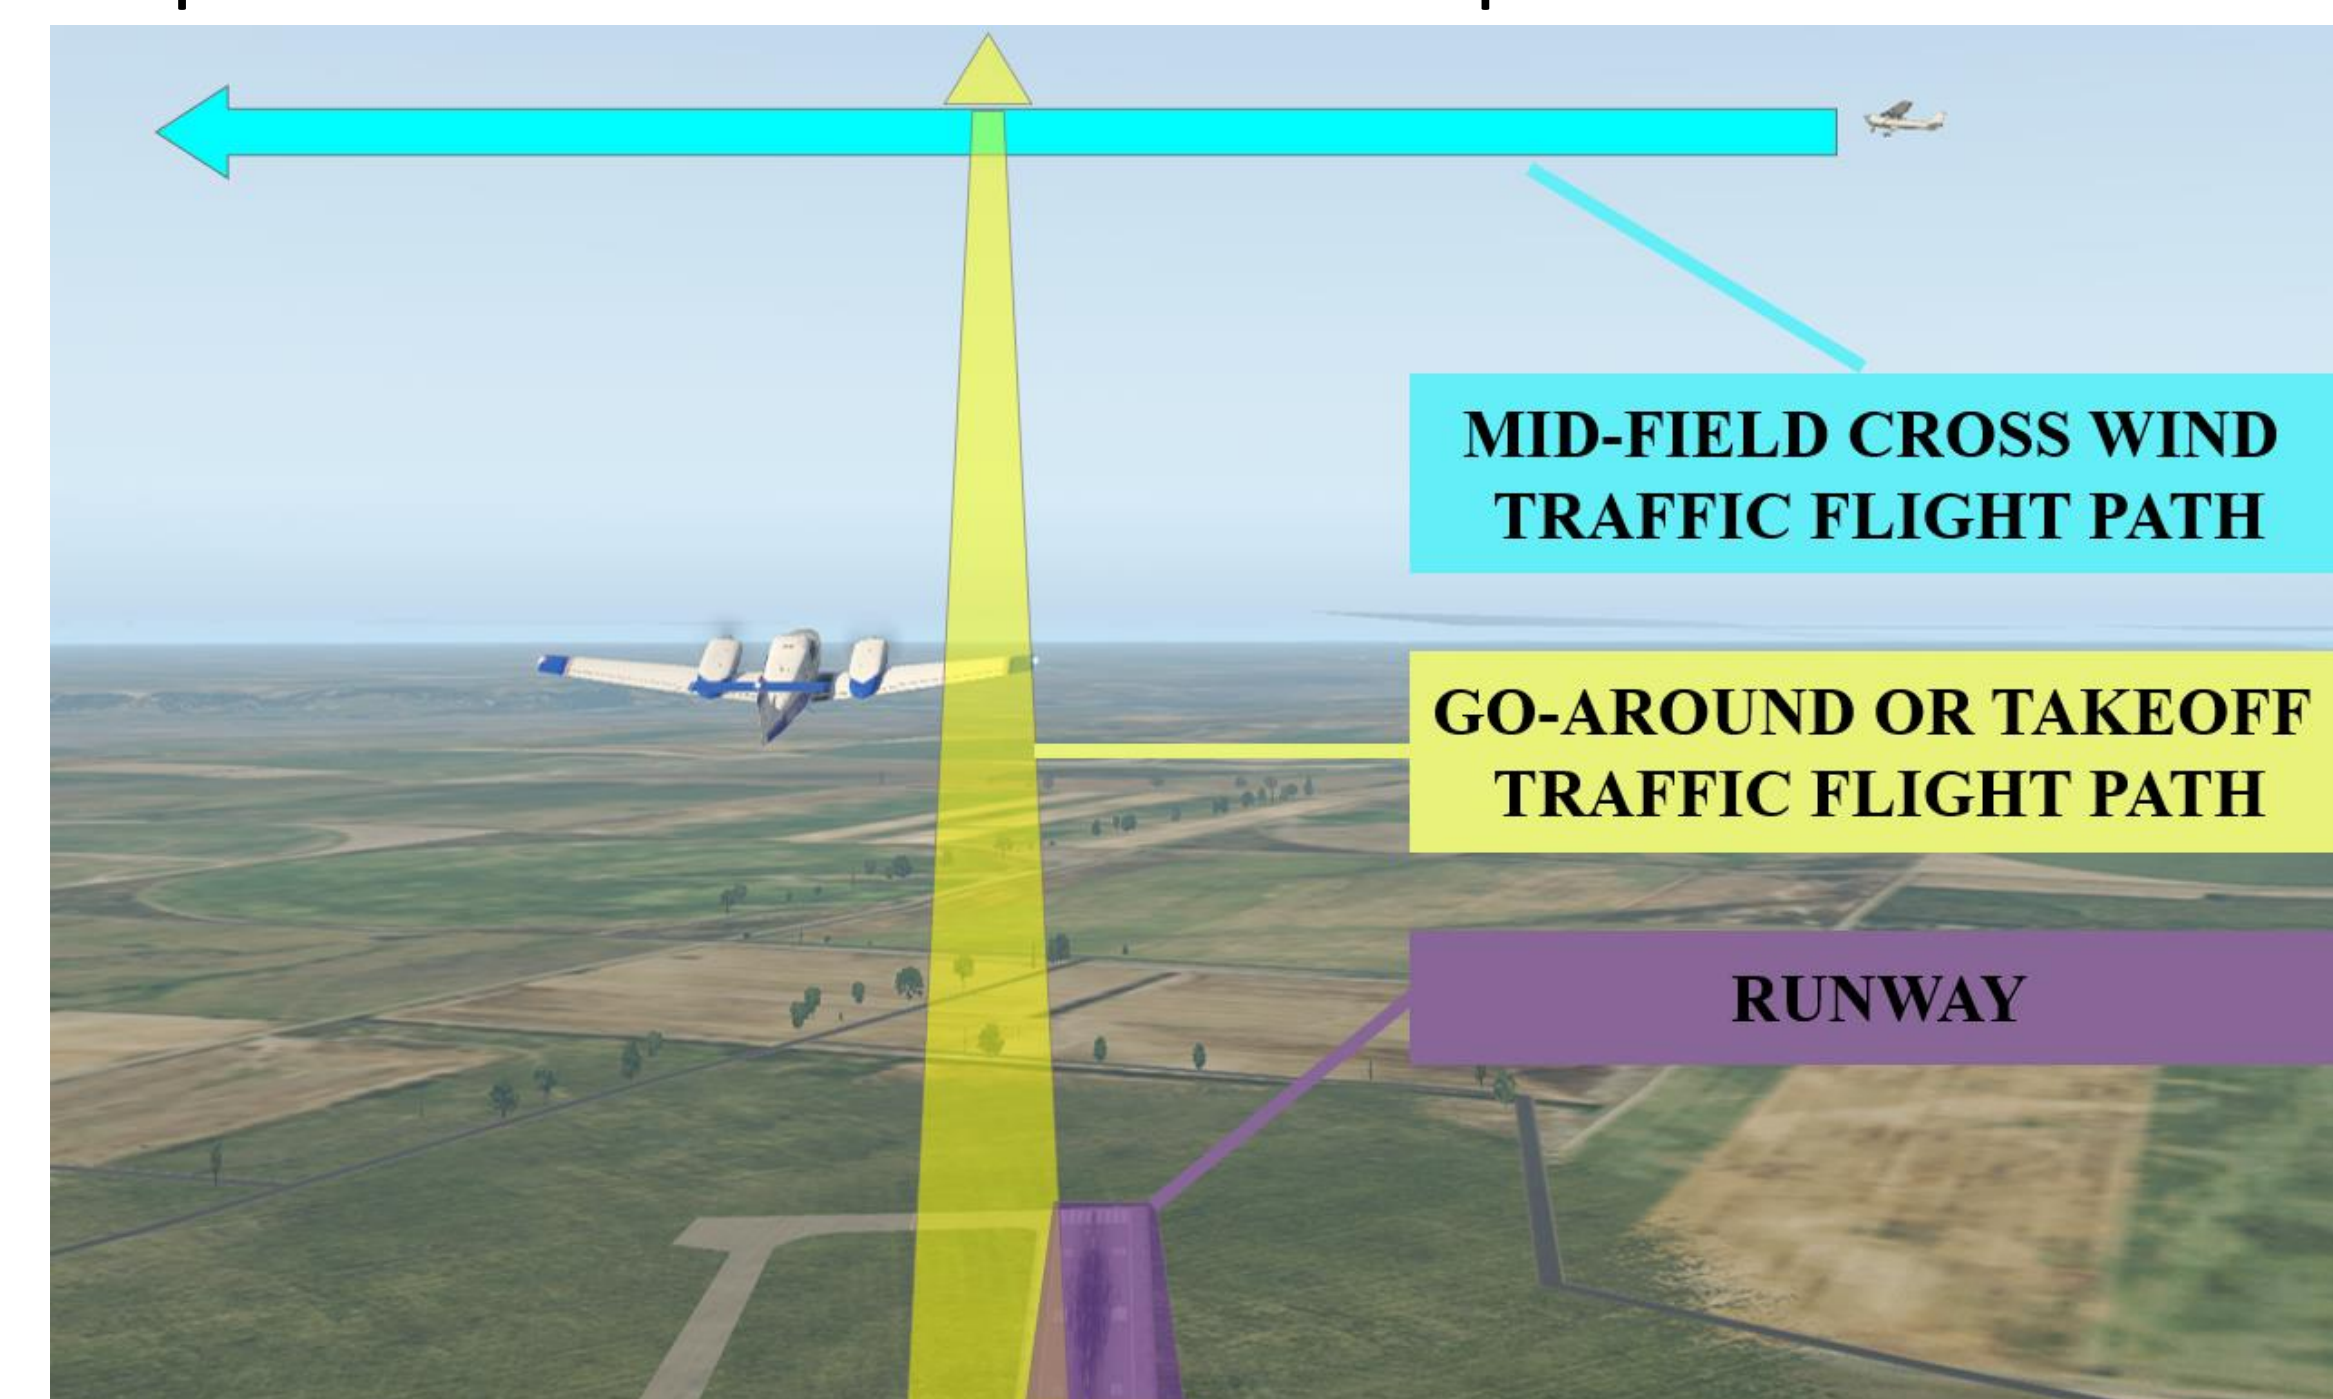 MID-FIELD CROSS WIND
TRAFFIC FLIGHT PATH
GO-AROUND OR TAKEOFF
TRAFFIC FLIGHT PATH
RUNWAY